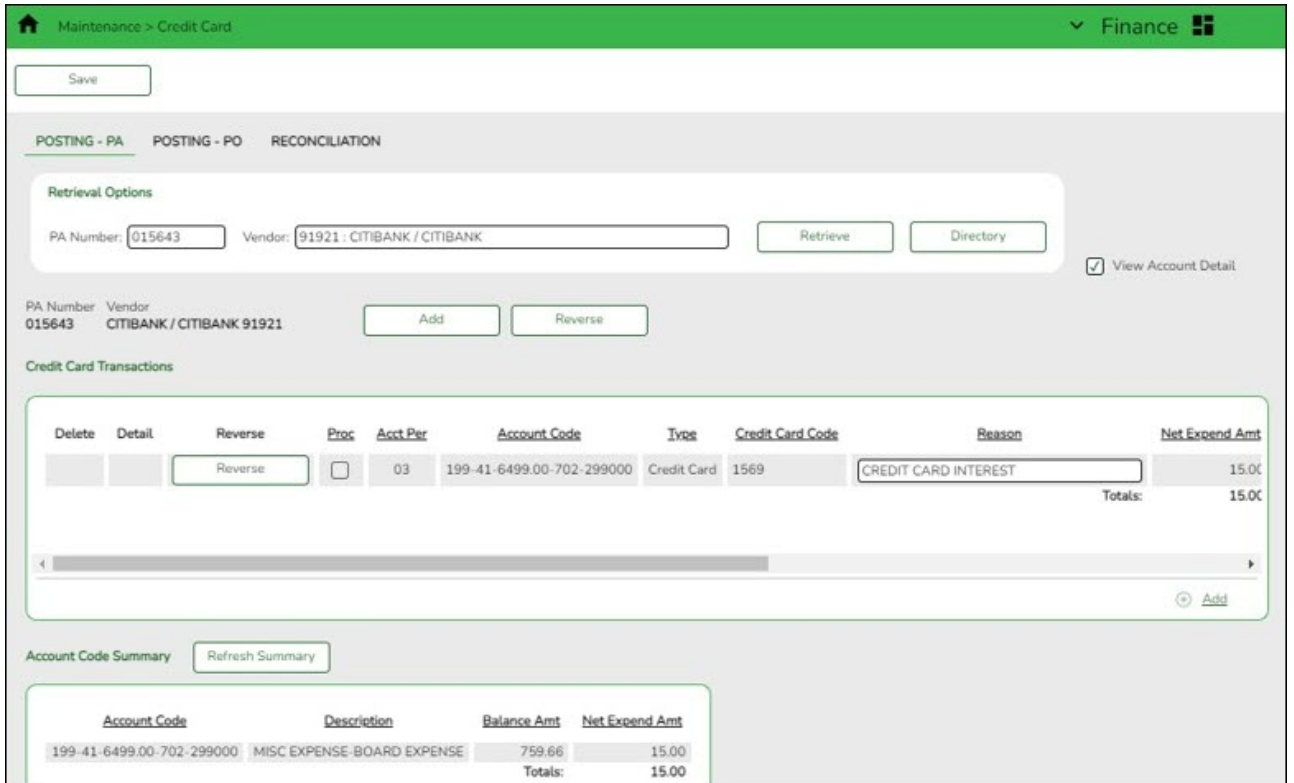 Maintenance > Credit Card Finance
Save
POSTING - PA POSTING - PO RECONCILIATION
Retrieval Options
PA Number: 015643 Vendor: 91921 : CITIBANK / CITIBANK Retrieve Directory
View Account Detail
PA Number Vendor
015643 CITIBANK / CITIBANK 91921 Add Reverse
Credit Card Transactions
Delete Detail Reverse Proc Acct Per Account Code Type Credit Card Code Reason Net Expend Amt
Reverse 03 199-41-6499.00-702-299000 Credit Card 1569 CREDIT CARD INTEREST 15.00
Totals: 15.00
Add
Account Code Summary Refresh Summary
Account Code Description Balance Amt Net Expend Amt
199-41-6499.00-702-299000 MISC EXPENSE-BOARD EXPENSE 759.66 15.00
Totals: 15.00